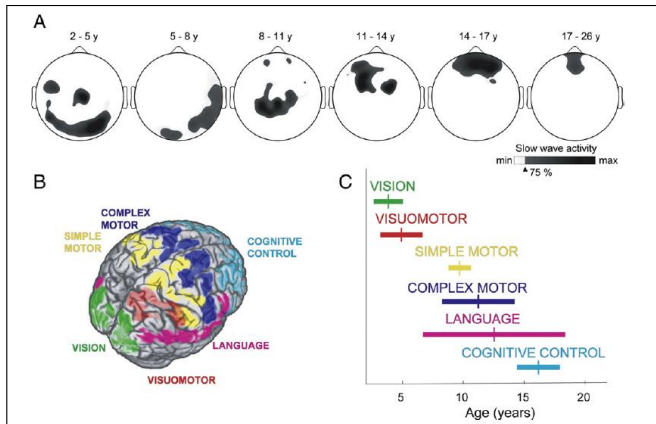 A
2 - 5 y
5 - 8 y
8 - 11 y
11 - 14 y
14 - 17 y
17 - 26 y
Slow wave activity
min
max
75 %
B
COMPLEX
MOTOR
SIMPLE
MOTOR
COGNITIVE
CONTROL
VISION
LANGUAGE
VISUOMOTOR
C
VISION
VISUOMOTOR
SIMPLE MOTOR
COMPLEX MOTOR
LANGUAGE
COGNITIVE CONTROL
5
10
15
20
Age (years)